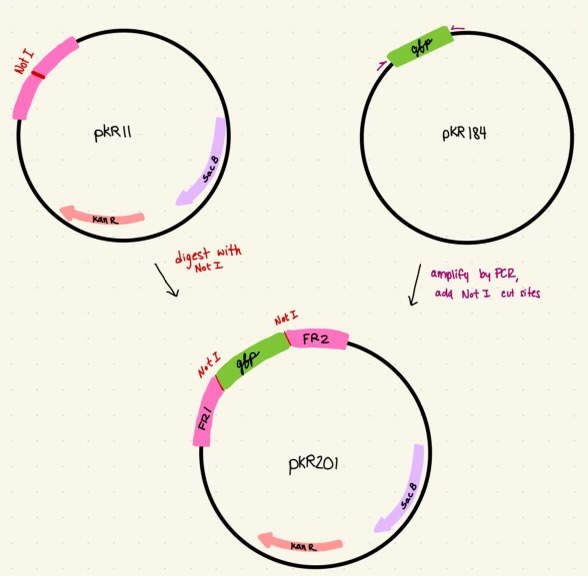 Not I
pKR11
Sac B
Kan R
gfp
pKR184
digest with
Not I
amplify by PCR,
add Not I cut sites
Not I
Not I
gfp
FR2
FR1
pKR201
Sac B
Kan R